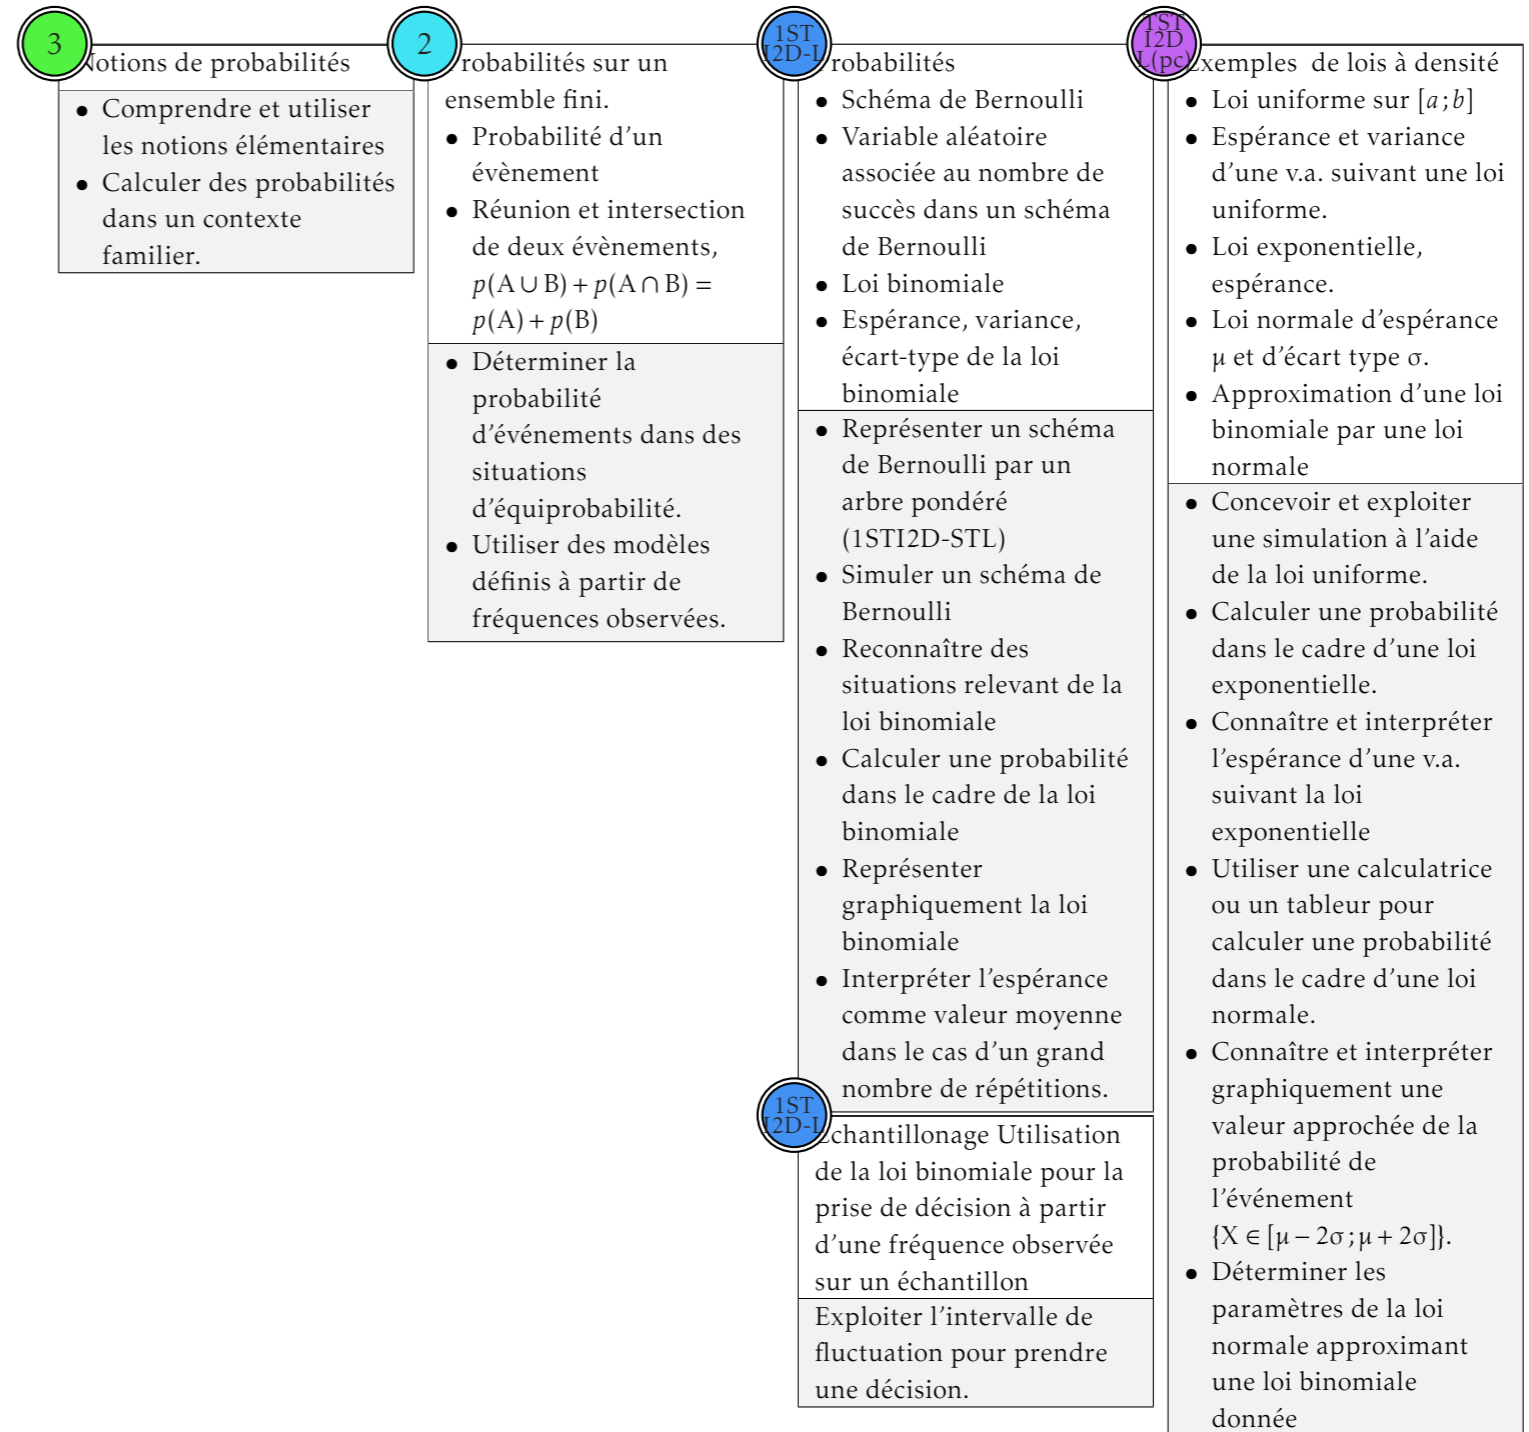 3
Notions de probabilités
• Comprendre et utiliser
les notions élémentaires
• Calculer des probabilités
dans un contexte
familier.
2
Probabilités sur un
ensemble fini.
• Probabilité d'un
évènement
• Réunion et intersection
de deux évènements,
p(A ∪ B) + p(A ∩ B) =
p(A) + p(B)
• Déterminer la
probabilité
d'événements dans des
situations
d'équiprobabilité.
• Utiliser des modèles
définis à partir de
fréquences observées.
1ST
I2D-L
Probabilités
• Schéma de Bernoulli
• Variable aléatoire
associée au nombre de
succès dans un schéma
de Bernoulli
• Loi binomiale
• Espérance, variance,
écart-type de la loi
binomiale
• Représenter un schéma
de Bernoulli par un
arbre pondéré
(1STI2D-STL)
• Simuler un schéma de
Bernoulli
• Reconnaître des
situations relevant de la
loi binomiale
• Calculer une probabilité
dans le cadre de la loi
binomiale
• Représenter
graphiquement la loi
binomiale
• Interpréter l'espérance
comme valeur moyenne
dans le cas d'un grand
nombre de répétitions.
1ST
I2D-L
Echantillonage Utilisation
de la loi binomiale pour la
prise de décision à partir
d'une fréquence observée
sur un échantillon
Exploiter l'intervalle de
fluctuation pour prendre
une décision.
TST
I2D
L(pc)
Exemples de lois à densité
• Loi uniforme sur [a ; b]
• Espérance et variance
d'une v.a. suivant une loi
uniforme.
• Loi exponentielle,
espérance.
• Loi normale d'espérance
μ et d'écart type σ.
• Approximation d'une loi
binomiale par une loi
normale
• Concevoir et exploiter
une simulation à l'aide
de la loi uniforme.
• Calculer une probabilité
dans le cadre d'une loi
exponentielle.
• Connaître et interpréter
l'espérance d'une v.a.
suivant la loi
exponentielle
• Utiliser une calculatrice
ou un tableur pour
calculer une probabilité
dans le cadre d'une loi
normale.
• Connaître et interpréter
graphiquement une
valeur approchée de la
probabilité de
l'événement
{X ∈ [μ − 2σ ; μ + 2σ]}.
• Déterminer les
paramètres de la loi
normale approximant
une loi binomiale
donnée